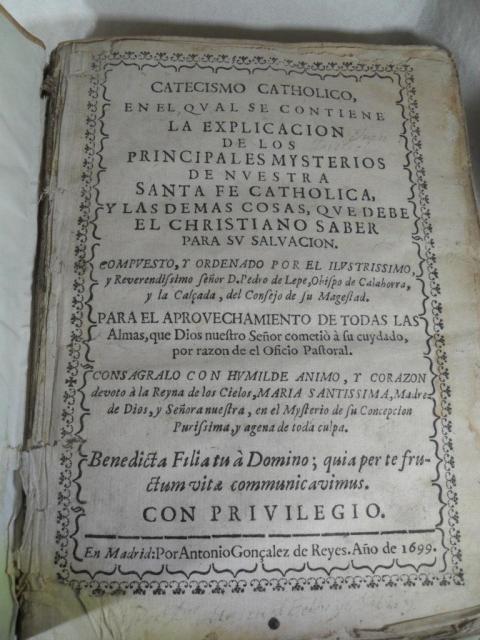 CATECISMO CATHOLICO,
EN EL QVAL SE CONTIENE
LA EXPLICACION
DE LOS
PRINCIPALES MYSTERIOS
DE NVESTRA
SANTA FE CATHOLICA,
Y LAS DEMAS COSAS, QVE DEBE
EL CHRISTIANO SABER
PARA SV SALVACION.
COMPVESTO, Y ORDENADO POR EL ILVSTRISSIMO,
y Reverendissimo señor D. Pedro de Lepe, Obispo de Calahorra,
y la Calçada, del Consejo de su Magestad.
PARA EL APROVECHAMIENTO DE TODAS LAS
Almas, que Dios nuestro Señor cometiò à su cuydado,
por razon de el Oficio Pastoral.
CONSAGRALO CON HVMILDE ANIMO, Y CORAZON
devoto à la Reyna de los Cielos, MARIA SANTISSIMA, Madre
de Dios, y Señora nuestra, en el Mysterio de su Concepcion
Purissima, y agena de toda culpa.
Benedicta Filia tu à Domino; quia per te fru-
ctum vitæ communicavimus.
CON PRIVILEGIO.
En Madrid: Por Antonio Gonçalez de Reyes. Año de 1699.